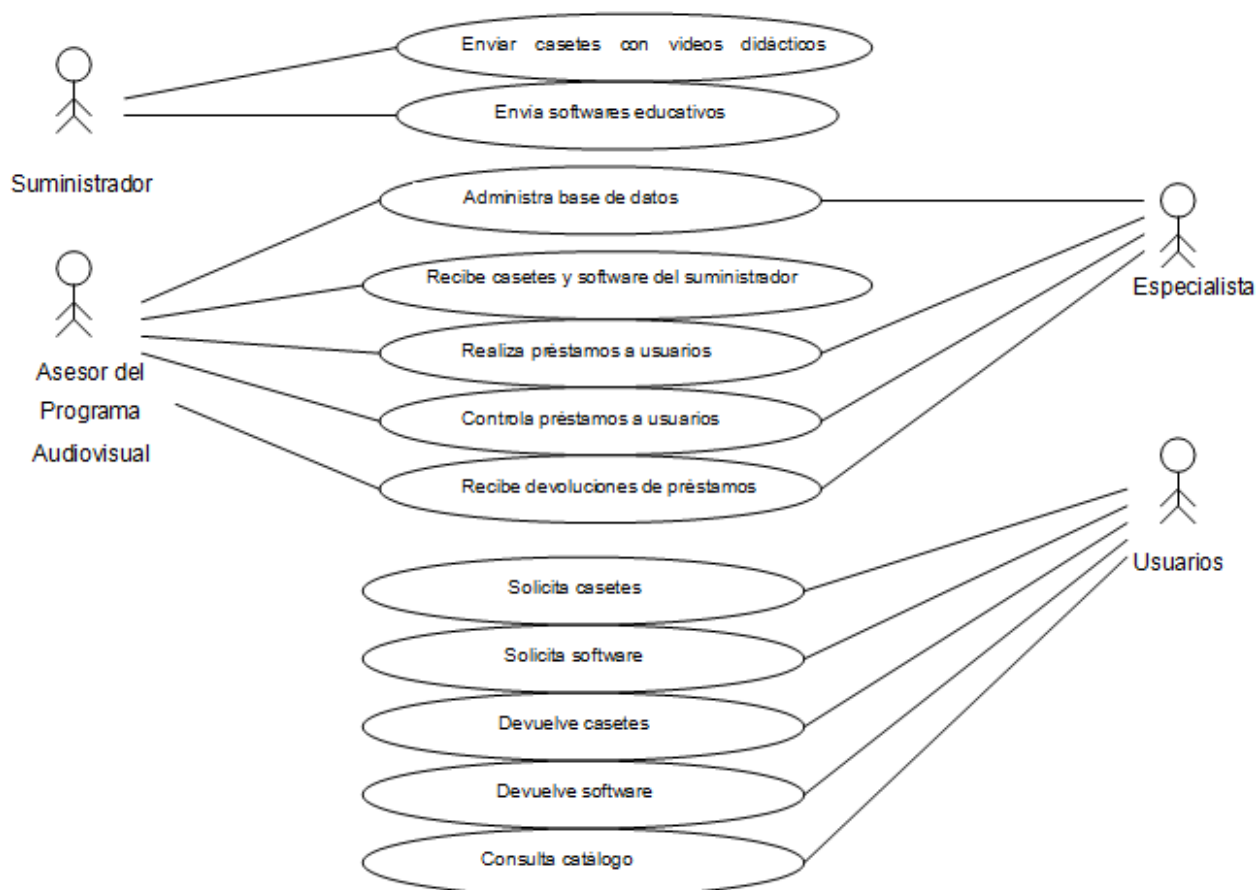 Enviar casetes con videos didácticos
Envía softwares educativos
Suministrador
Administra base de datos
Recibe casetes y software del suministrador
Especialista
Realiza préstamos a usuarios
Asesor del
Programa
Audiovisual
Controla préstamos a usuarios
Recibe devoluciones de préstamos
Usuarios
Solicita casetes
Solicita software
Devuelve casetes
Devuelve software
Consulta catálogo